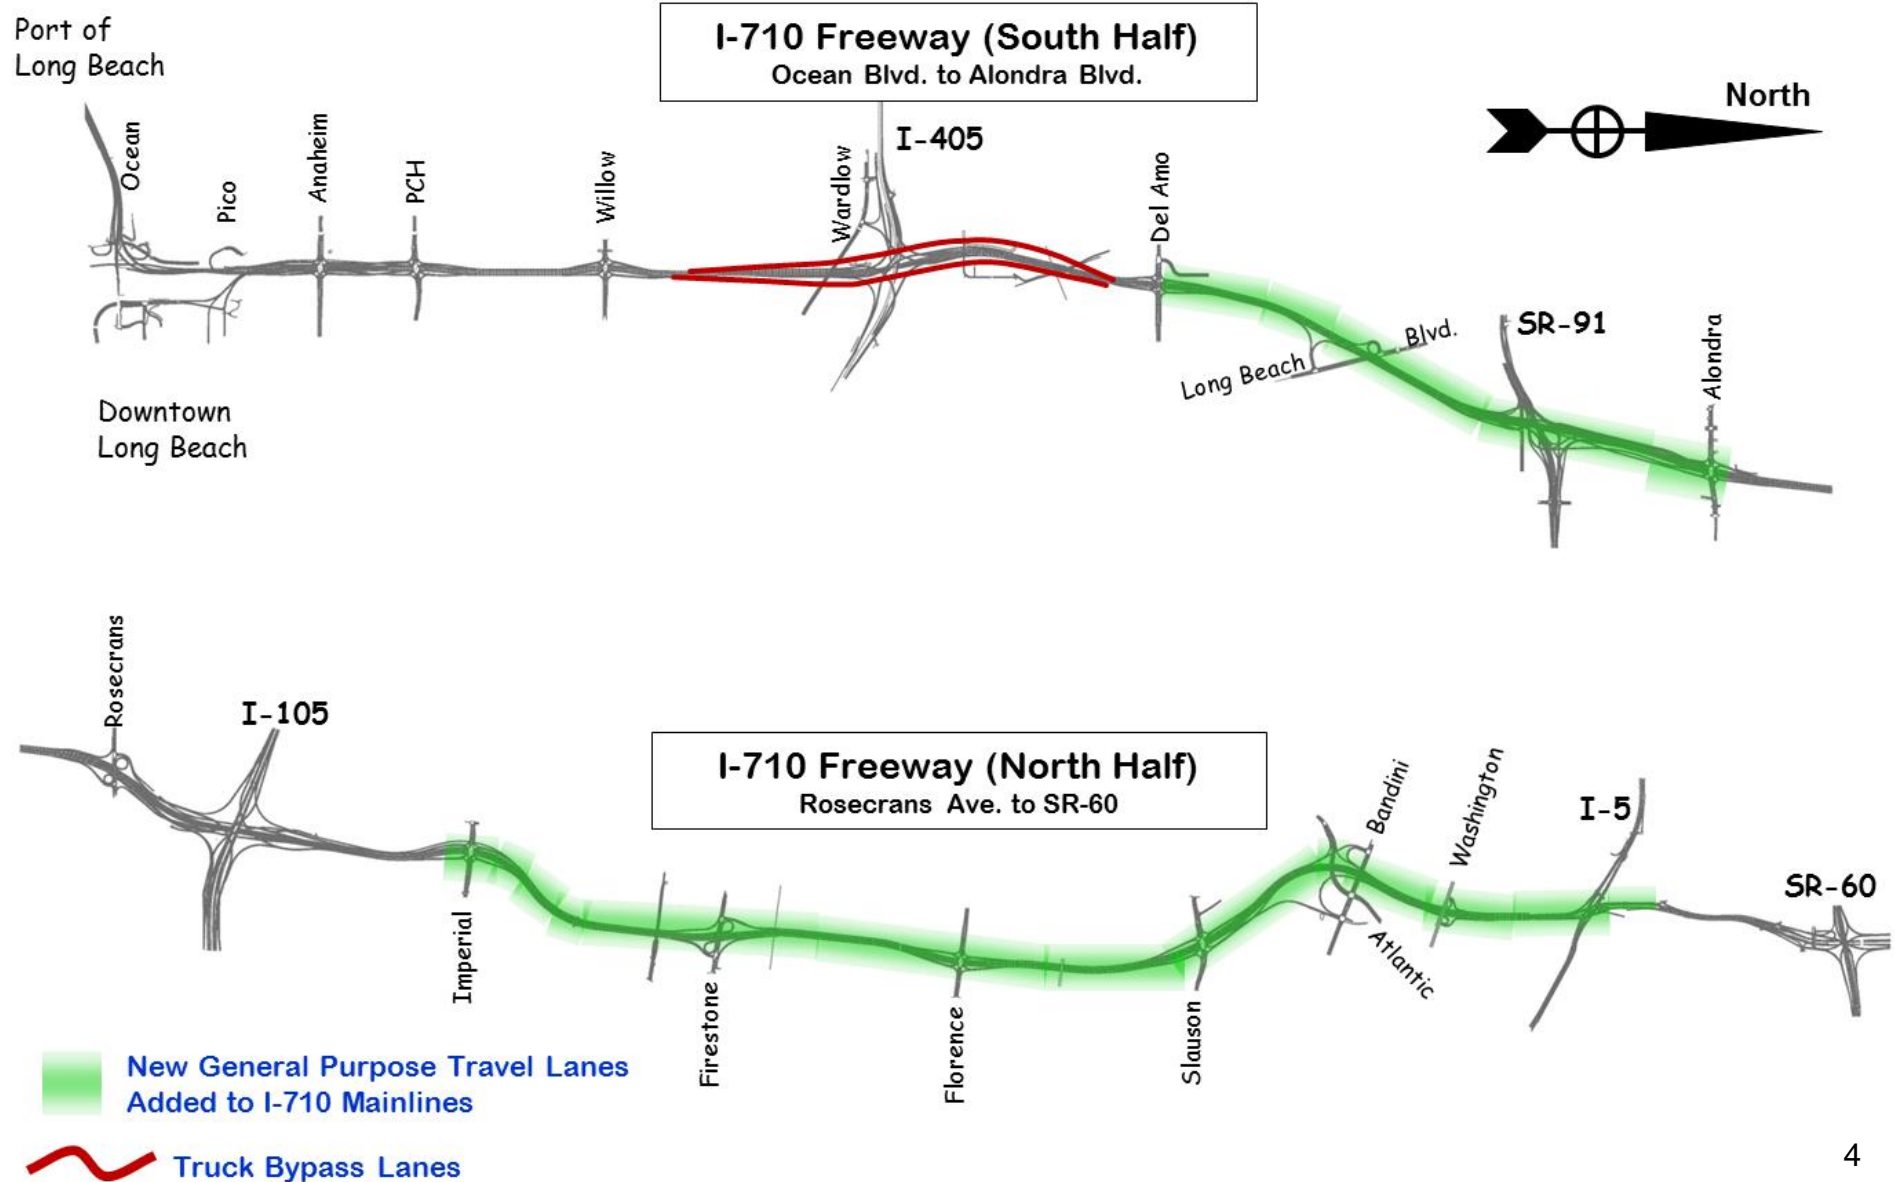 Port of
Long Beach
I-710 Freeway (South Half)
Ocean Blvd. to Alondra Blvd.
North
Ocean
Pico
Anaheim
PCH
Willow
Wardlow
I-405
Del Amo
Long Beach Blvd.
SR-91
Alondra
Downtown
Long Beach
Rosecrans
I-105
I-710 Freeway (North Half)
Rosecrans Ave. to SR-60
Imperial
Firestone
Florence
Slauson
Atlantic
Bandini
Washington
I-5
SR-60
New General Purpose Travel Lanes
Added to I-710 Mainlines
Truck Bypass Lanes
4